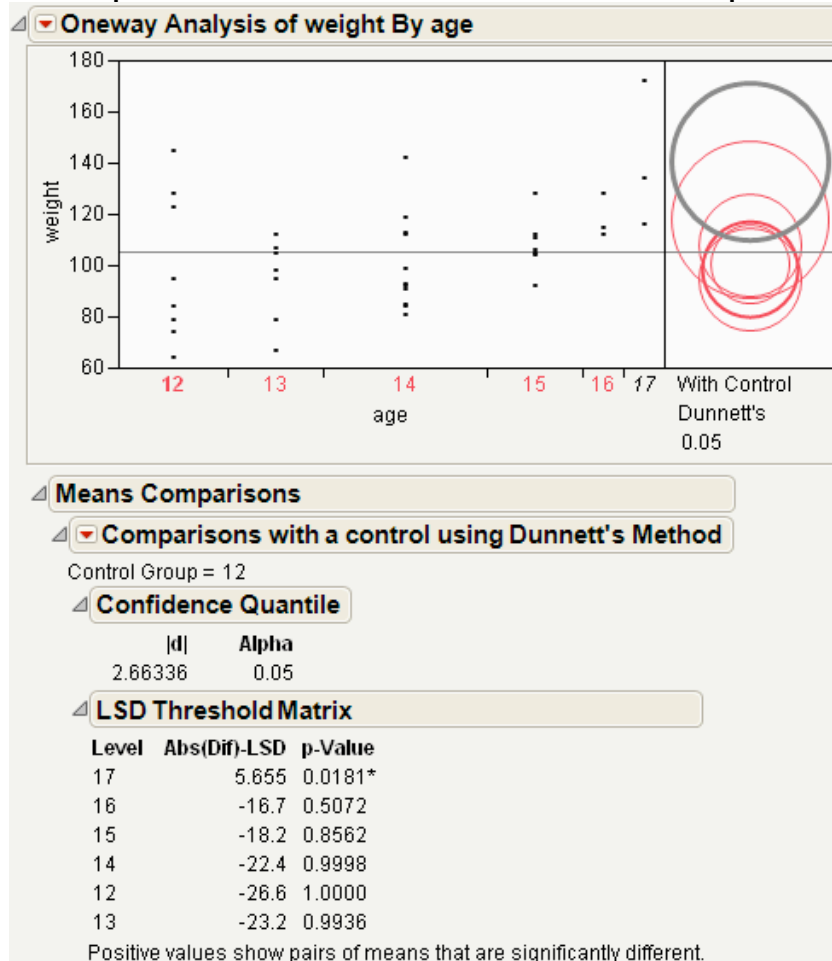 Oneway Analysis of weight By age
180
160
140
120
100
80
60
weight
12 13 14 15 16 17
age
With Control
Dunnett's
0.05
Means Comparisons
Comparisons with a control using Dunnett's Method
Control Group = 12
Confidence Quantile
|d| Alpha
2.66336 0.05
LSD Threshold Matrix
Level Abs(Dif)-LSD p-Value
17 5.655 0.0181*
16 -16.7 0.5072
15 -18.2 0.8562
14 -22.4 0.9998
12 -26.6 1.0000
13 -23.2 0.9936
Positive values show pairs of means that are significantly different.